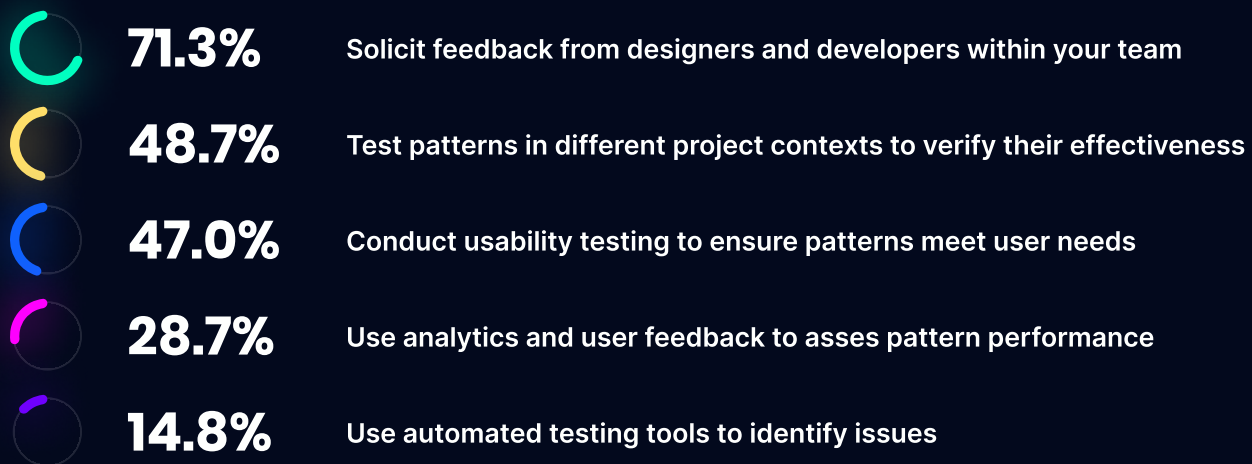 71.3% Solicit feedback from designers and developers within your team
48.7% Test patterns in different project contexts to verify their effectiveness
47.0% Conduct usability testing to ensure patterns meet user needs
28.7% Use analytics and user feedback to asses pattern performance
14.8% Use automated testing tools to identify issues